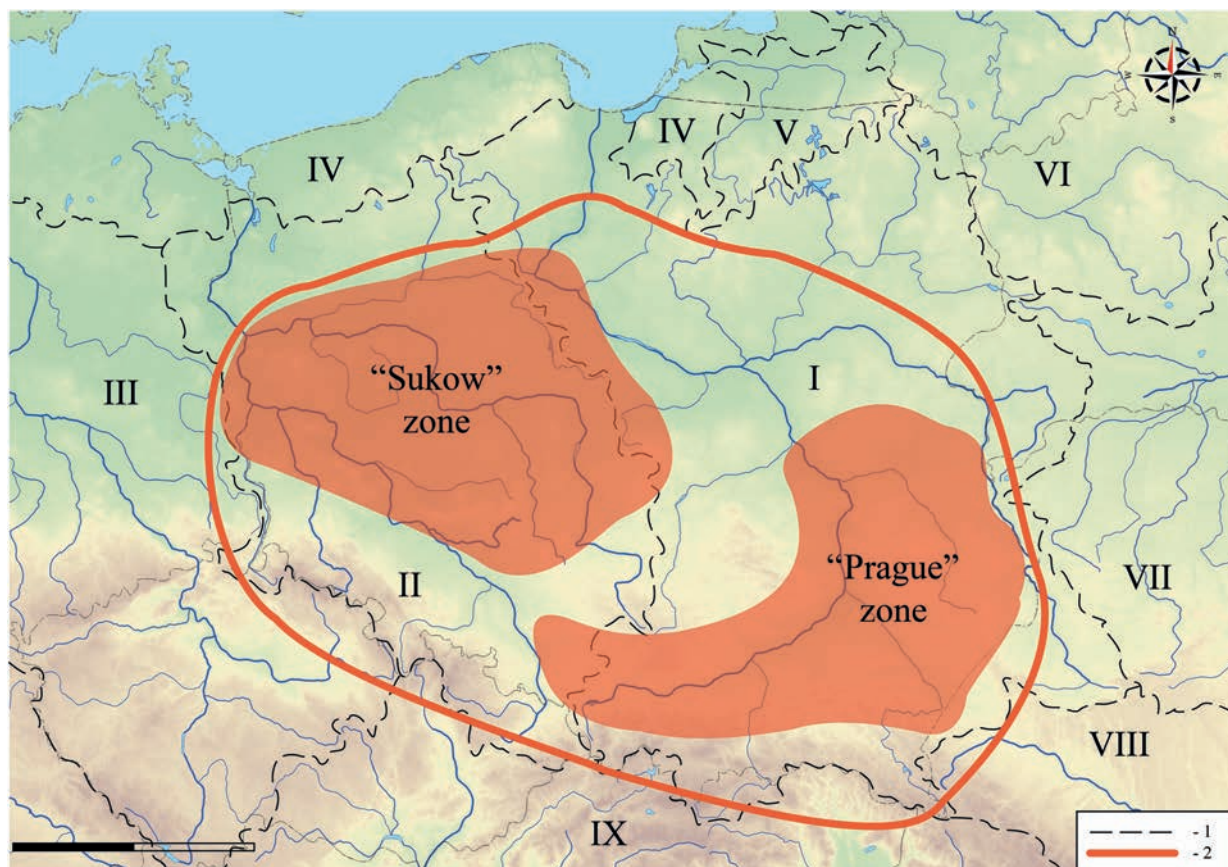 N
W
E
S
IV
IV
V
VI
III
“Sukow”
zone
I
II
“Prague”
zone
VII
VIII
IX
- 1
- 2